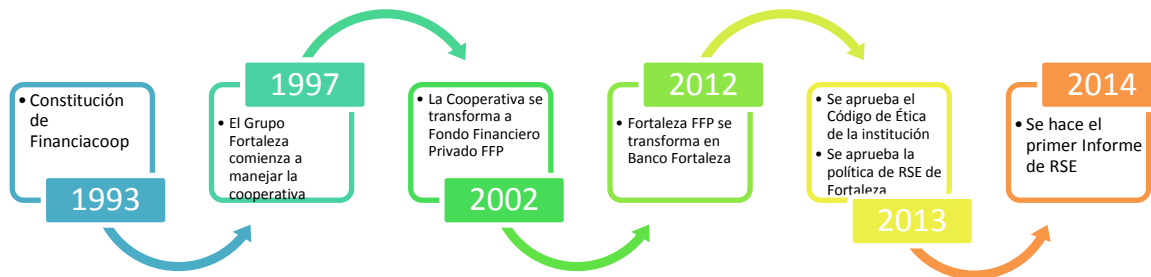 • Constitución
de
Financiacoop
1993
1997
• El Grupo
Fortaleza
comienza a
manejar la
cooperativa
• La Cooperativa se
transforma a
Fondo Financiero
Privado FFP
2002
2012
• Fortaleza FFP se
transforma en
Banco Fortaleza
• Se aprueba el
Código de Ética
de la institución
• Se aprueba la
política de RSE de
Fortaleza
2013
2014
• Se hace el
primer Informe
de RSE